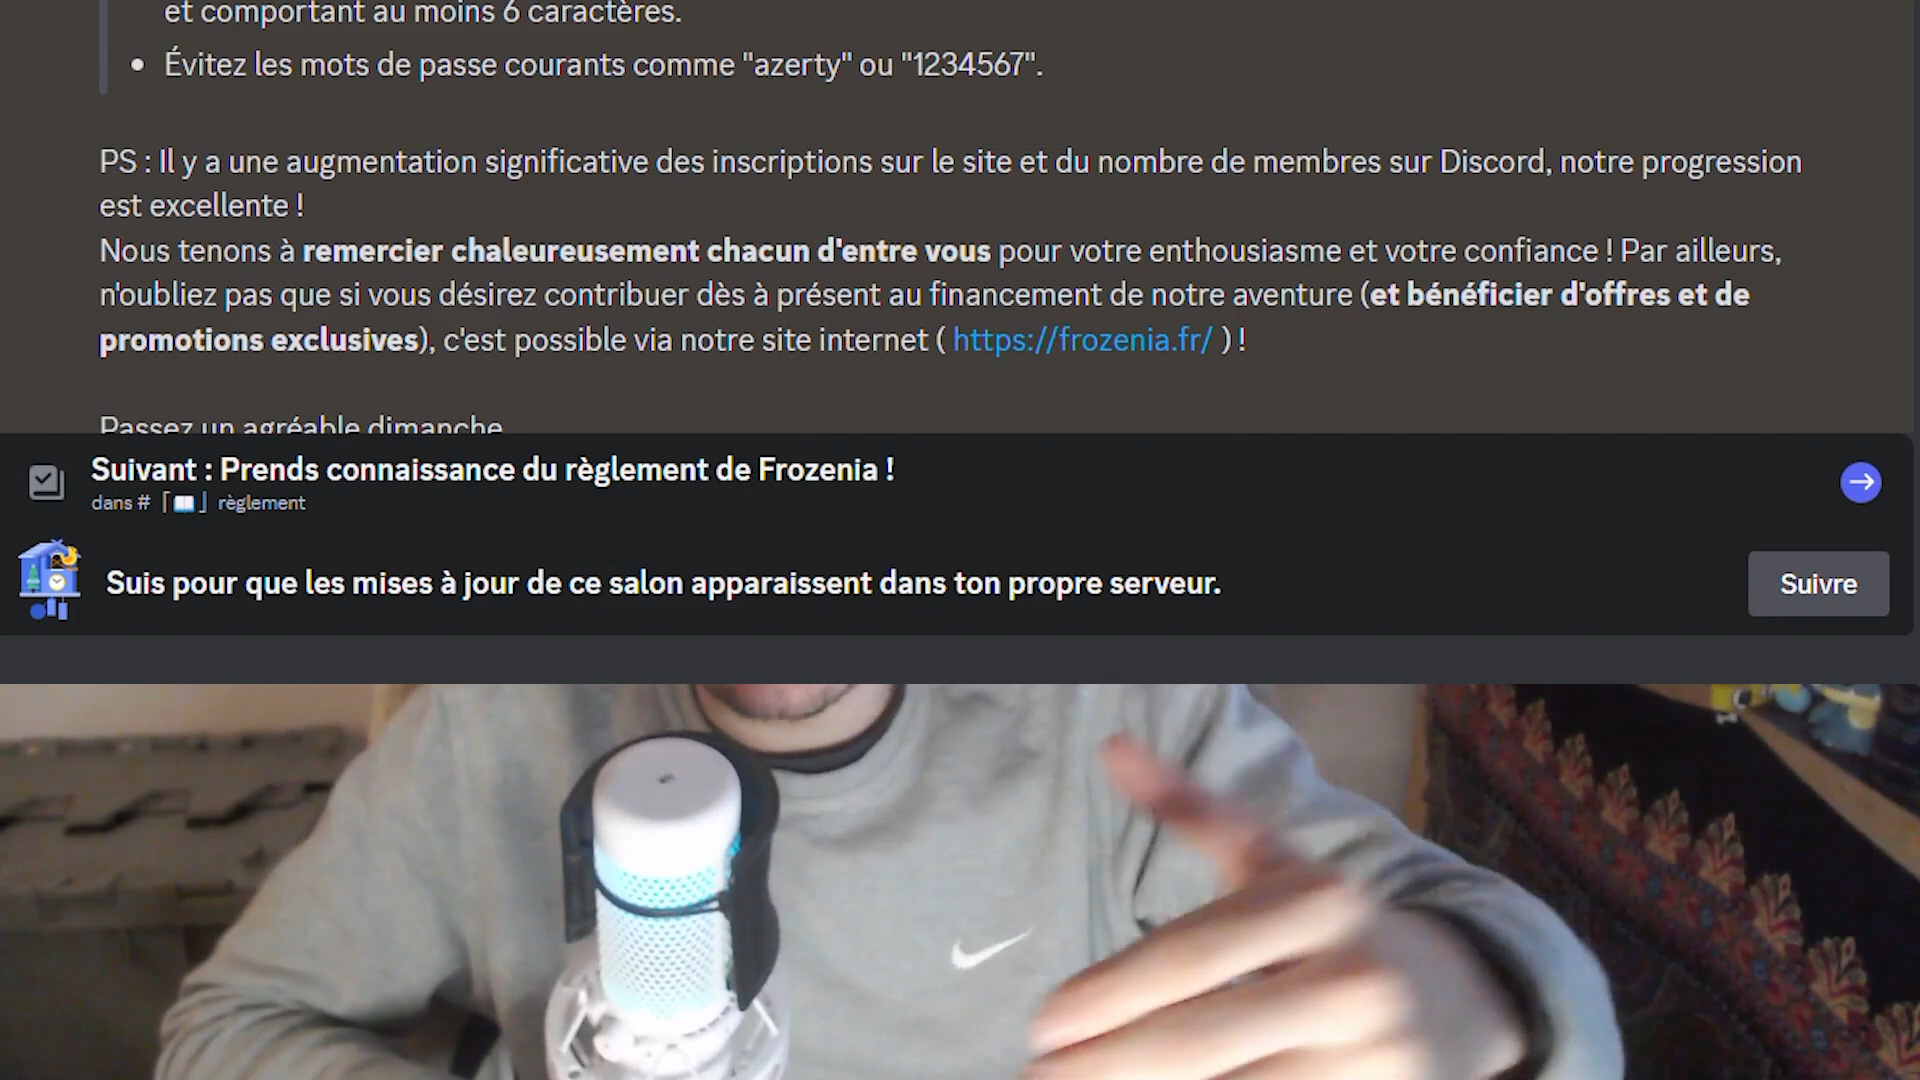 et comportant au moins 6 caractères.
Évitez les mots de passe courants comme "azerty" ou "1234567".
PS : Il y a une augmentation significative des inscriptions sur le site et du nombre de membres sur Discord, notre progression
est excellente !
Nous tenons à remercier chaleureusement chacun d'entre vous pour votre enthousiasme et votre confiance ! Par ailleurs,
n'oubliez pas que si vous désirez contribuer dès à présent au financement de notre aventure (et bénéficier d'offres et de
promotions exclusives), c'est possible via notre site internet ( https://frozenia.fr/ ) !
Passez un agréable dimanche
Suivant : Prends connaissance du règlement de Frozenia !
dans # 「📖」 règlement
Suis pour que les mises à jour de ce salon apparaissent dans ton propre serveur.
Suivre